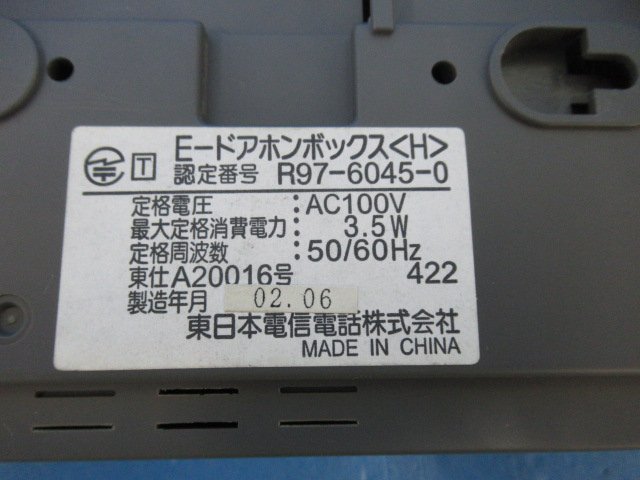 Eードアホンボックス<H>
T 認定番号 R97-6045-0
定格電圧 :AC100V
最大定格消費電力: 3.5W
定格周波数 :50/60Hz
東仕A20016号 422
製造年月 02.06
東日本電信電話株式会社
MADE IN CHINA